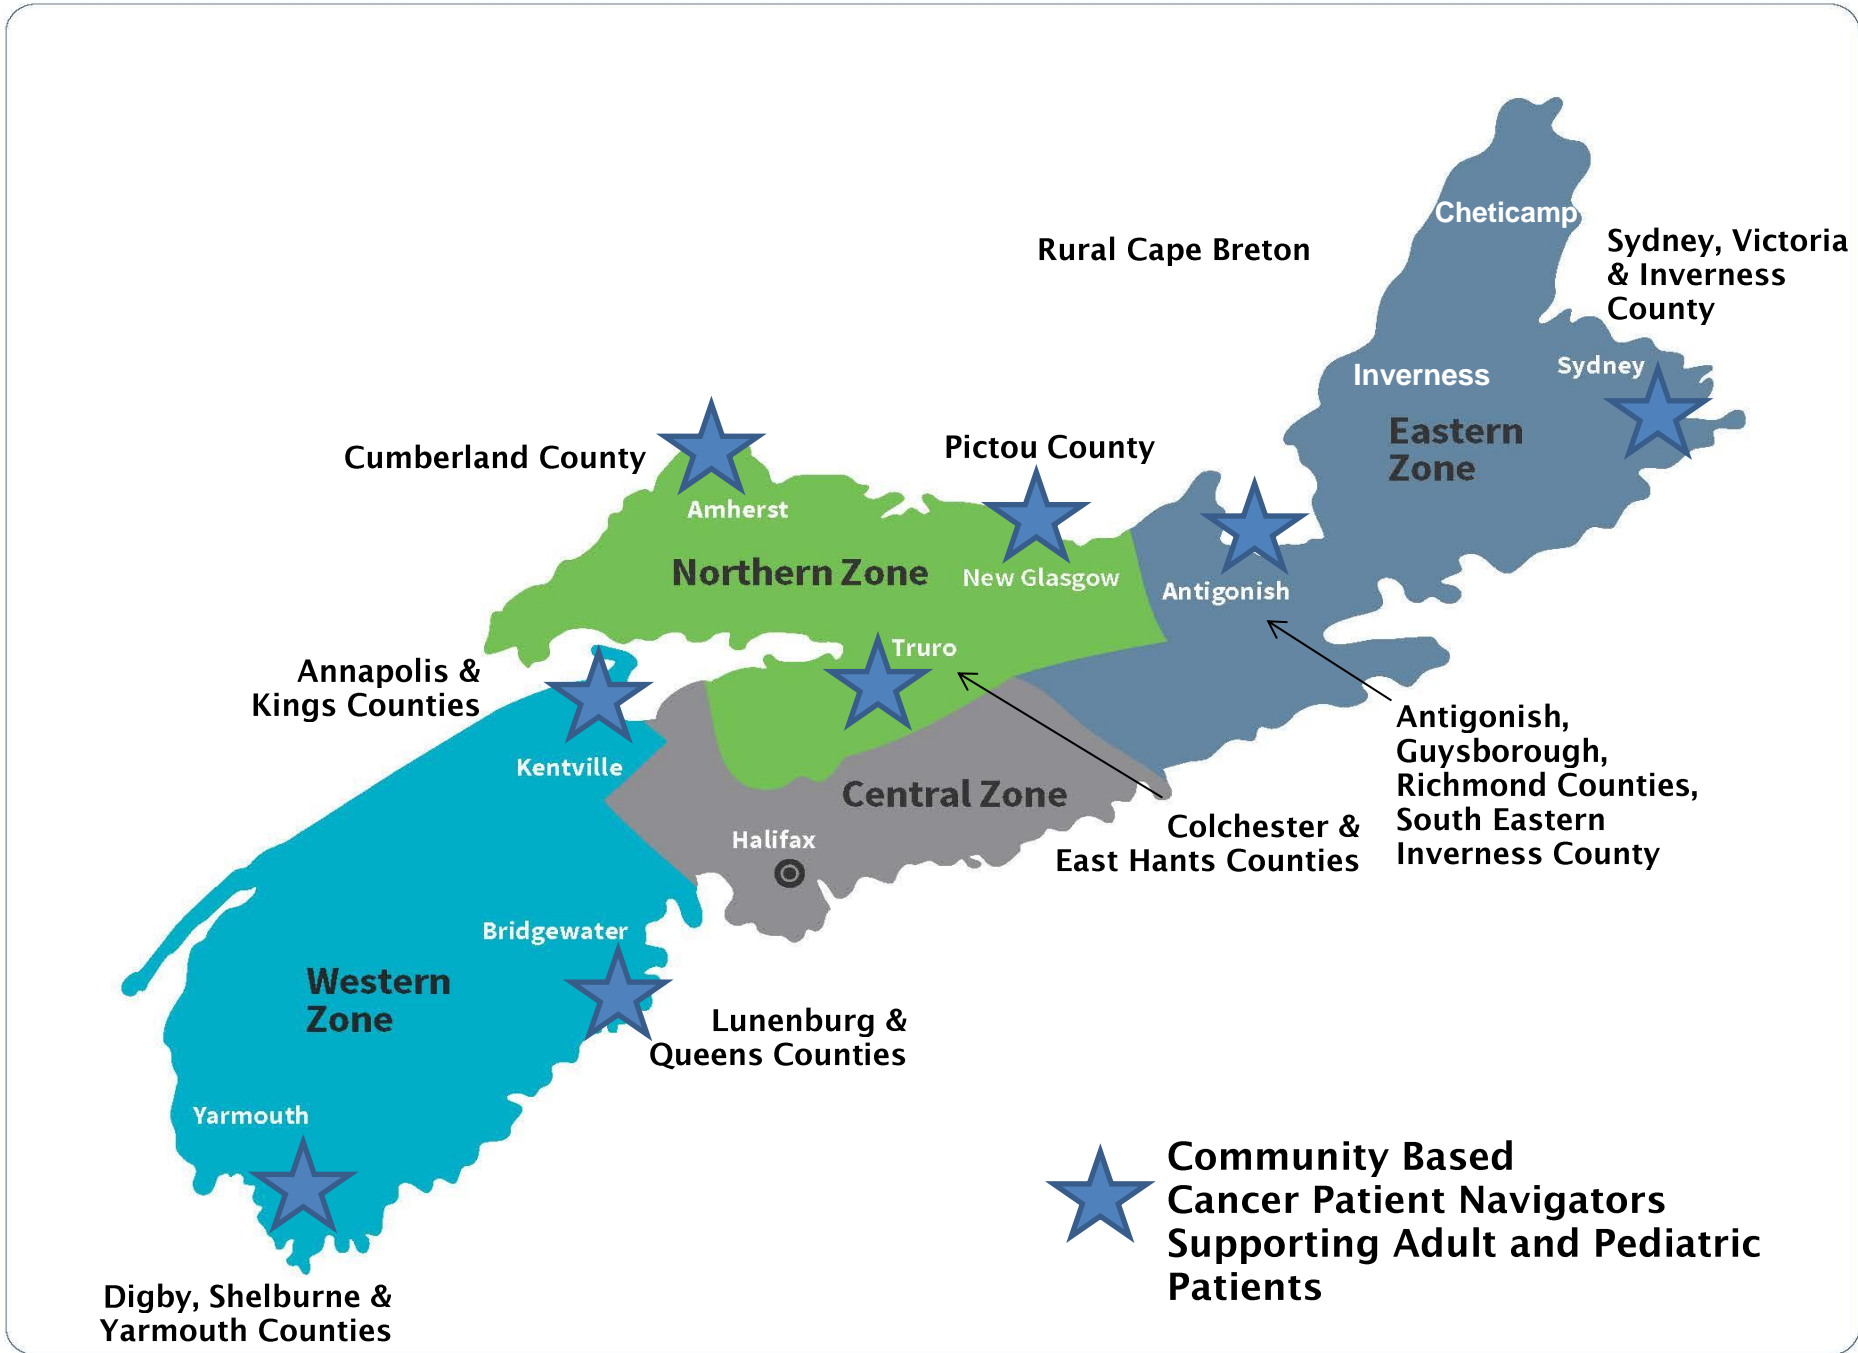 Cheticamp
Rural Cape Breton
Sydney, Victoria
& Inverness
County
Inverness
Sydney
Eastern
Zone
Cumberland County
Pictou County
Amherst
Northern Zone
New Glasgow
Antigonish
Truro
Annapolis &
Kings Counties
Kentville
Antigonish,
Guysborough,
Richmond Counties,
South Eastern
Inverness County
Central Zone
Halifax
Colchester &
East Hants Counties
Bridgewater
Western
Zone
Lunenburg &
Queens Counties
Yarmouth
Digby, Shelburne &
Yarmouth Counties
Community Based
Cancer Patient Navigators
Supporting Adult and Pediatric
Patients